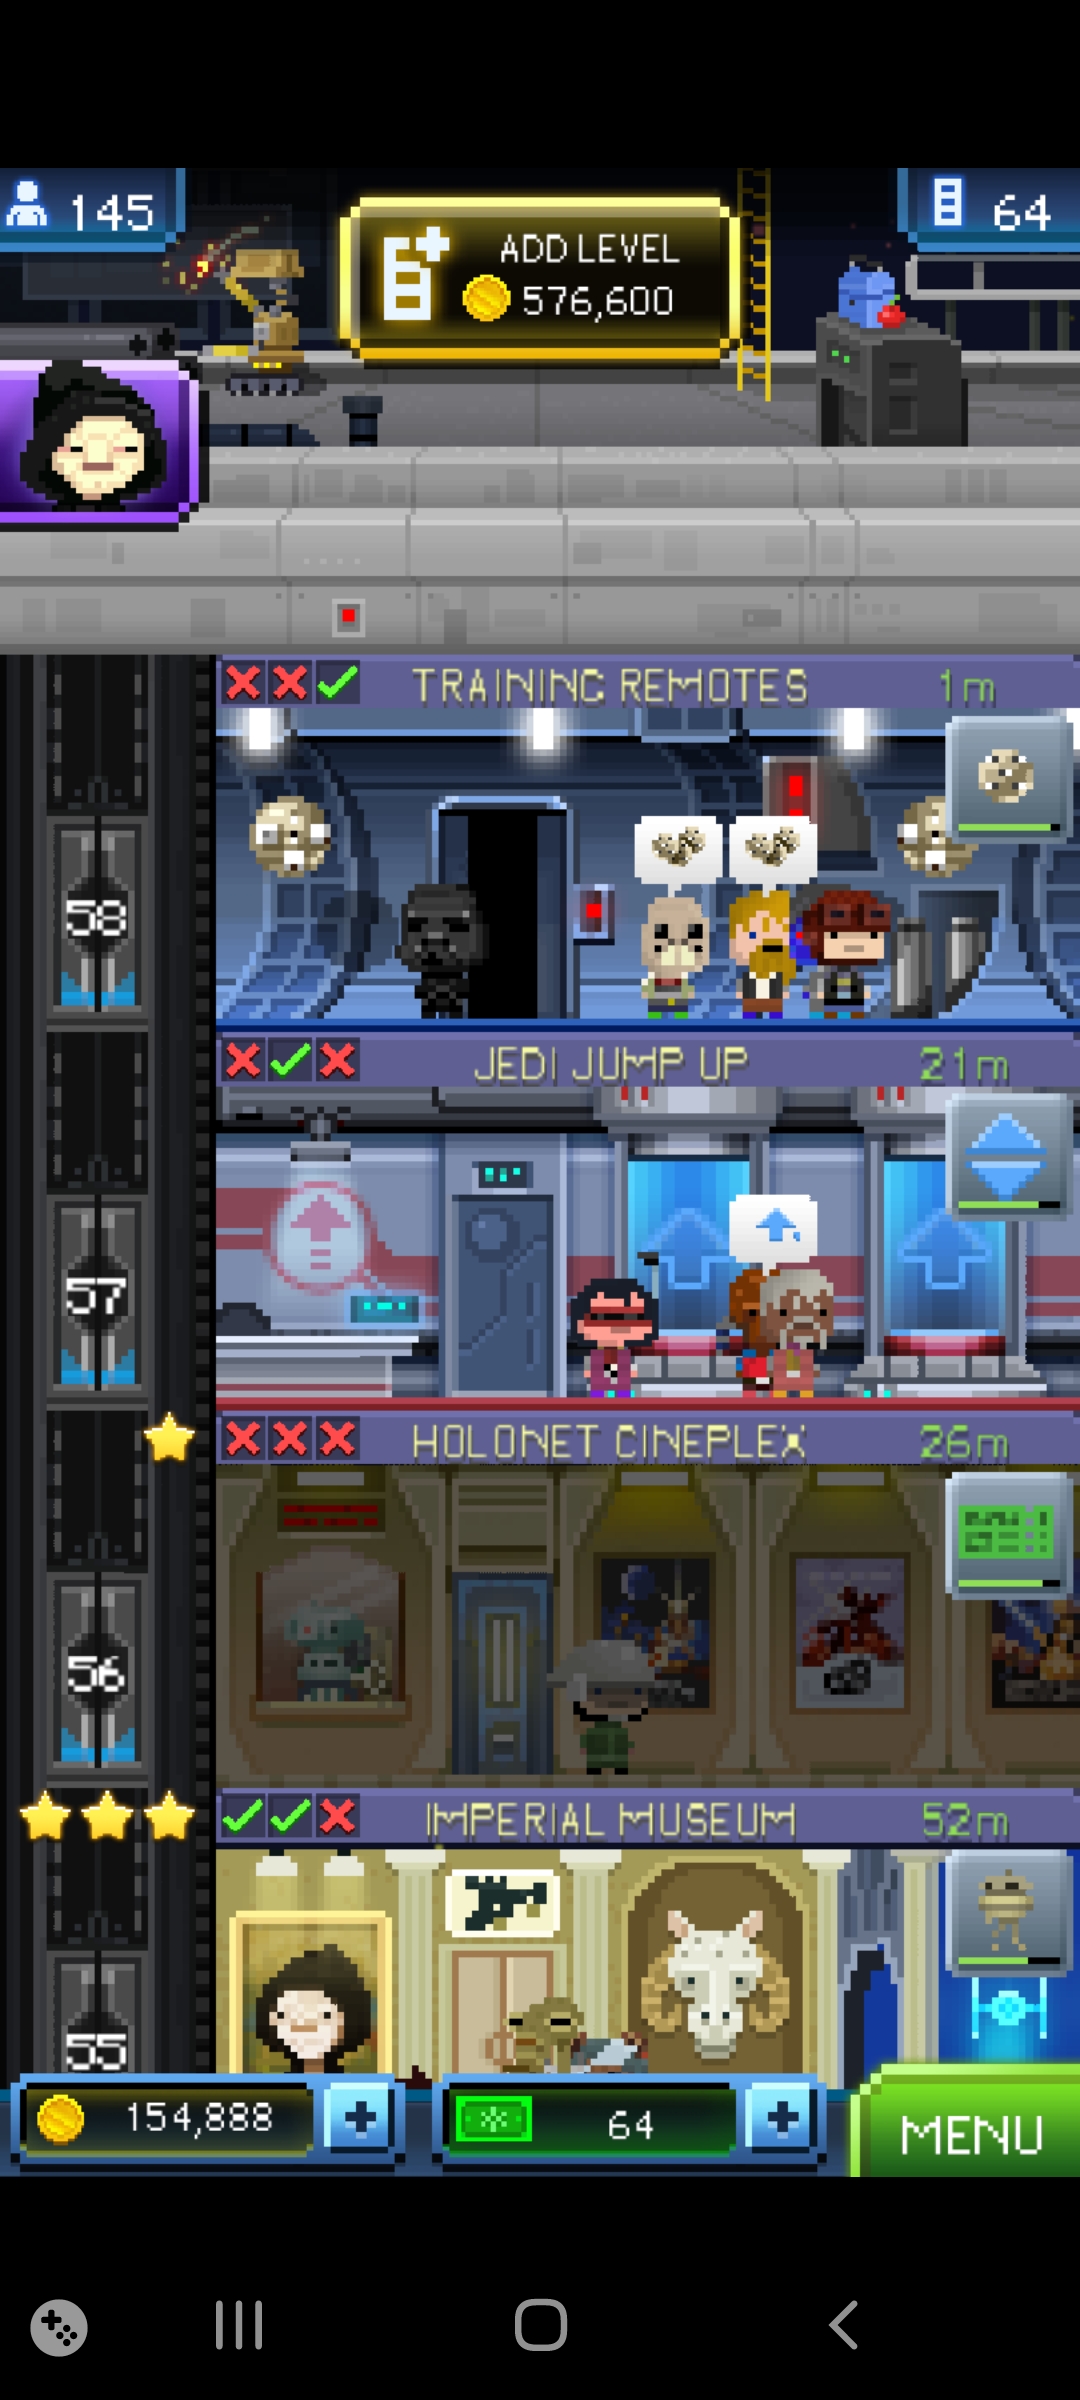 145
ADD LEVEL
576,600
64
TRAINING REMOTES 1m
58
JEDI JUMP UP 21m
57
HOLONET CINEPLEX 26m
56
IMPERIAL MUSEUM 52m
55
154,888
64
MENU